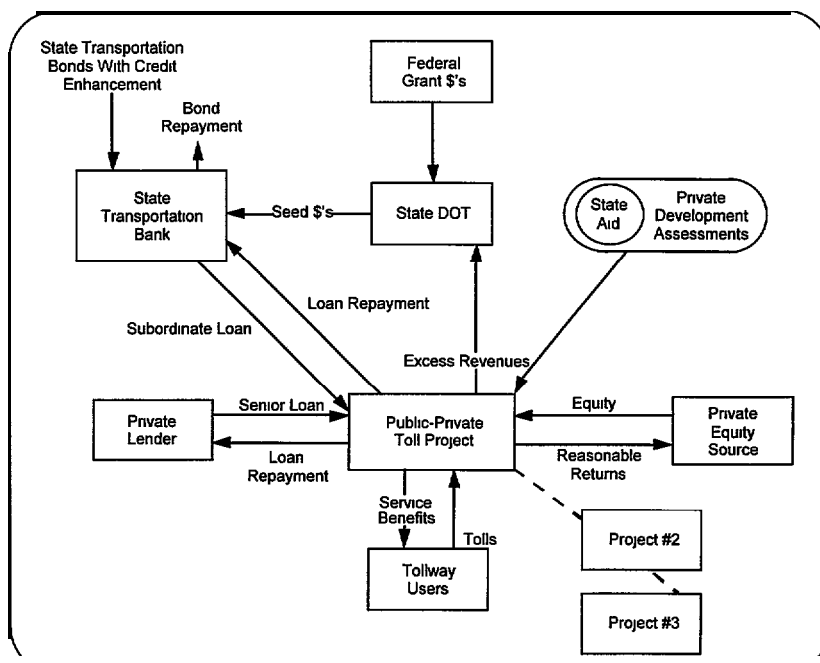 State Transportation
Bonds With Credit
Enhancement
Federal
Grant $'s
Bond
Repayment
State
Transportation
Bank
Seed $'s
State DOT
State
Aid
Private
Development
Assessments
Loan Repayment
Subordinate Loan
Excess Revenues
Private
Lender
Senior Loan
Loan
Repayment
Public-Private
Toll Project
Equity
Reasonable
Returns
Private
Equity
Source
Service
Benefits
Tolls
Tollway
Users
Project #2
Project #3